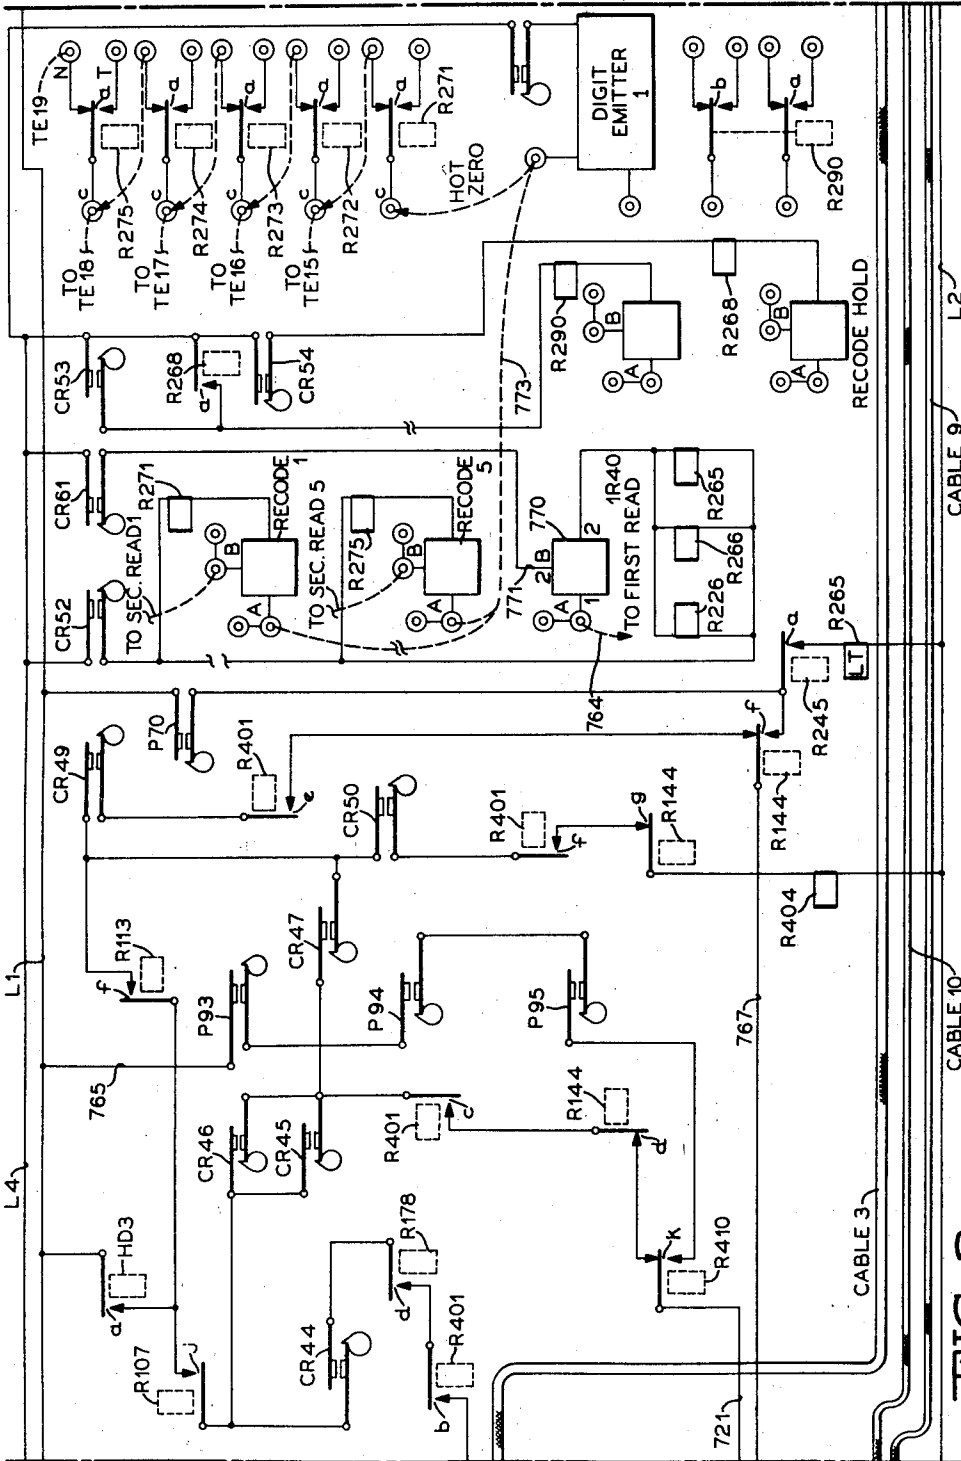 TE19
N
a
T
c
TO
TE18
R275
a
c
TO
TE17
R274
a
c
TO
TE16
R273
a
c
TO
TE15
R272
a
c
R271
HOT
ZERO
DIGIT
EMITTER
1
b
a
R290
CR53
R268
a
CR54
773
R290
B
A
R268
B
A
RECODE HOLD
CR61
CR52
TO SEC. READ 1
R271
B
A
RECODE
1
TO SEC. READ 5
R275
B
A
RECODE
5
771
2
B
770
1R40
2
A
1
TO FIRST READ
764
R265
R266
R226
a
R265
LT
R245
CR49
P70
R401
e
f
R144
CR50
R401
f
g
R144
R404
L1
L4
R113
f
CR47
P93
P94
P95
765
767
CR46
CR45
R401
c
R144
d
HD3
a
R107
J
CR44
R178
d
R401
b
K
R410
721
CABLE 3
CABLE 10
CABLE 9
L2